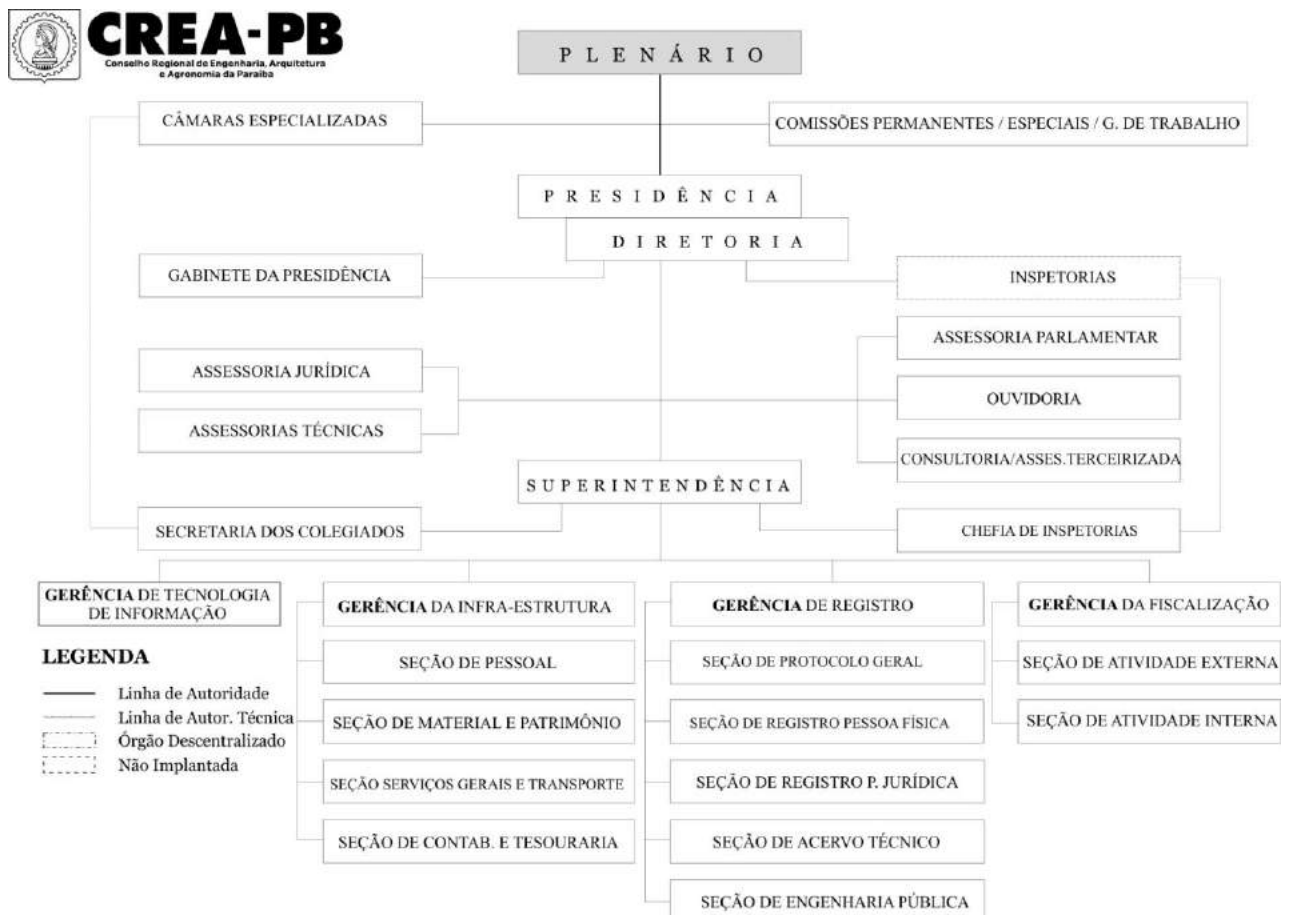 CREA-PB
Conselho Regional de Engenharia, Arquitetura
e Agronomia da Paraíba
PLENÁRIO
CÂMARAS ESPECIALIZADAS
COMISSÕES PERMANENTES / ESPECIAIS / G. DE TRABALHO
PRESIDÊNCIA
DIRETORIA
GABINETE DA PRESIDÊNCIA
INSPETORIAS
ASSESSORIA PARLAMENTAR
ASSESSORIA JURÍDICA
OUVIDORIA
ASSESSORIAS TÉCNICAS
CONSULTORIA/ASSES.TERCEIRIZADA
SUPERINTENDÊNCIA
SECRETARIA DOS COLEGIADOS
CHEFIA DE INSPETORIAS
GERÊNCIA DE TECNOLOGIA
DE INFORMAÇÃO
GERÊNCIA DA INFRA-ESTRUTURA
SEÇÃO DE PESSOAL
SEÇÃO DE MATERIAL E PATRIMÔNIO
SEÇÃO SERVIÇOS GERAIS E TRANSPORTE
SEÇÃO DE CONTAB. E TESOURARIA
GERÊNCIA DE REGISTRO
SEÇÃO DE PROTOCOLO GERAL
SEÇÃO DE REGISTRO PESSOA FÍSICA
SEÇÃO DE REGISTRO P. JURÍDICA
SEÇÃO DE ACERVO TÉCNICO
SEÇÃO DE ENGENHARIA PÚBLICA
GERÊNCIA DA FISCALIZAÇÃO
SEÇÃO DE ATIVIDADE EXTERNA
SEÇÃO DE ATIVIDADE INTERNA
LEGENDA
Linha de Autoridade
Linha de Autor. Técnica
Órgão Descentralizado
Não Implantada